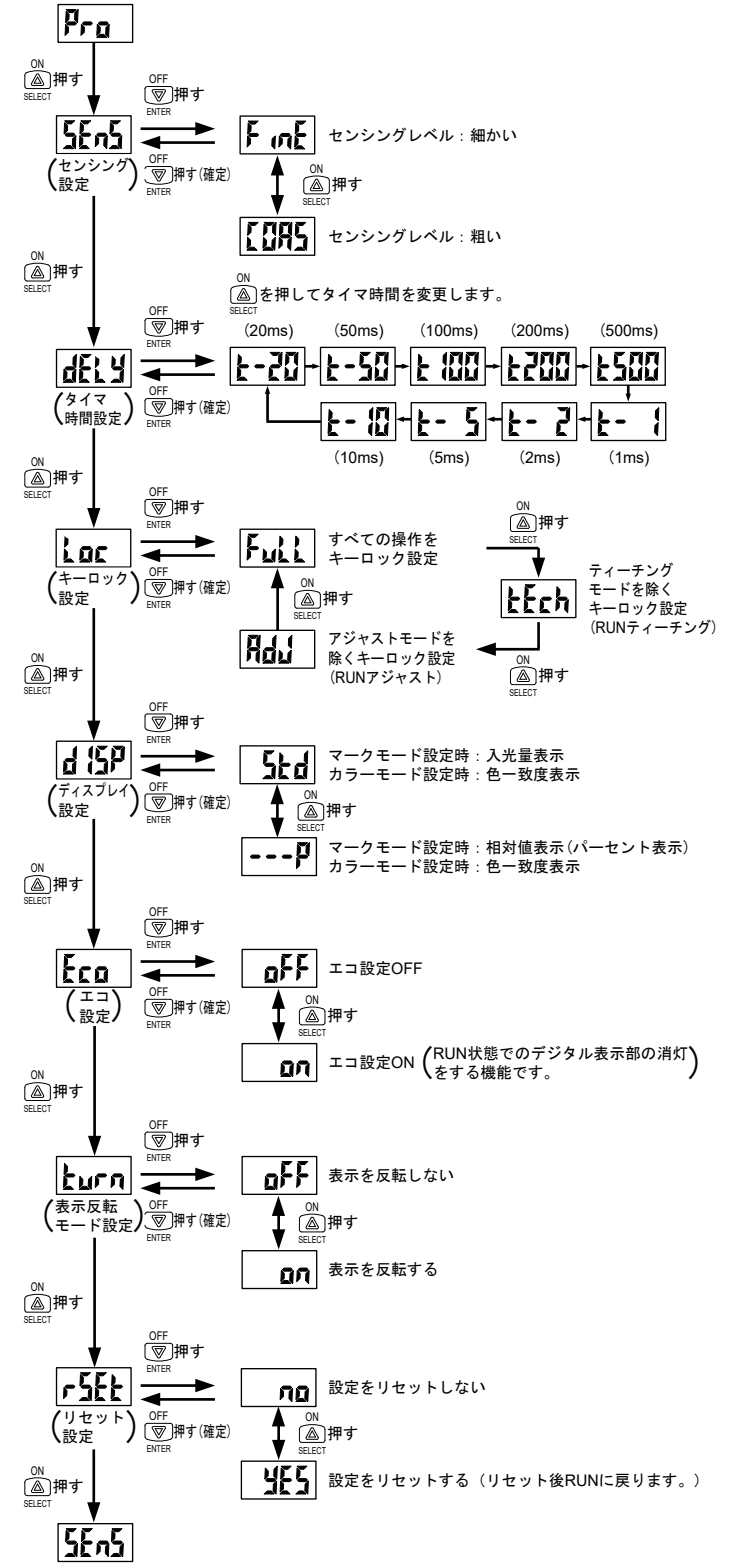 Pro
ON
押す
SELECT
OFF
押す
ENTER
SEnS
FinE
センシングレベル：細かい
(センシング
設定)
OFF
押す(確定)
ENTER
ON
押す
SELECT
COAS
センシングレベル：粗い
ON
押す
SELECT
ON
を押してタイマ時間を変更します。
SELECT
OFF
押す
ENTER
(20ms) (50ms) (100ms) (200ms) (500ms)
dELY
t-20 t-50 t100 t200 t500
(タイマ
時間設定)
OFF
押す(確定)
ENTER
t-10 t- 5 t- 2 t- 1
(10ms) (5ms) (2ms) (1ms)
ON
押す
SELECT
OFF
押す
ENTER
Loc
FuLL
すべての操作を
キーロック設定
ON
押す
SELECT
tEch
ティーチング
モードを除く
キーロック設定
(RUNティーチング)
(キーロック
設定)
OFF
押す(確定)
ENTER
ON
押す
SELECT
AdJ
アジャストモードを
除くキーロック設定
(RUNアジャスト)
ON
押す
SELECT
ON
押す
SELECT
OFF
押す
ENTER
diSP
Std
マークモード設定時：入光量表示
カラーモード設定時：色一致度表示
(ディスプレイ
設定)
OFF
押す(確定)
ENTER
ON
押す
SELECT
---P
マークモード設定時：相対値表示(パーセント表示)
カラーモード設定時：色一致度表示
ON
押す
SELECT
OFF
押す
ENTER
Eco
oFF
エコ設定OFF
(エコ
設定)
OFF
押す(確定)
ENTER
ON
押す
SELECT
on
エコ設定ON (RUN状態でのデジタル表示部の消灯
をする機能です。)
ON
押す
SELECT
OFF
押す
ENTER
turn
oFF
表示を反転しない
(表示反転
モード設定)
OFF
押す(確定)
ENTER
ON
押す
SELECT
on
表示を反転する
ON
押す
SELECT
OFF
押す
ENTER
rSEt
no
設定をリセットしない
(リセット
設定)
OFF
押す(確定)
ENTER
ON
押す
SELECT
YES
設定をリセットする（リセット後RUNに戻ります。）
ON
押す
SELECT
SEnS